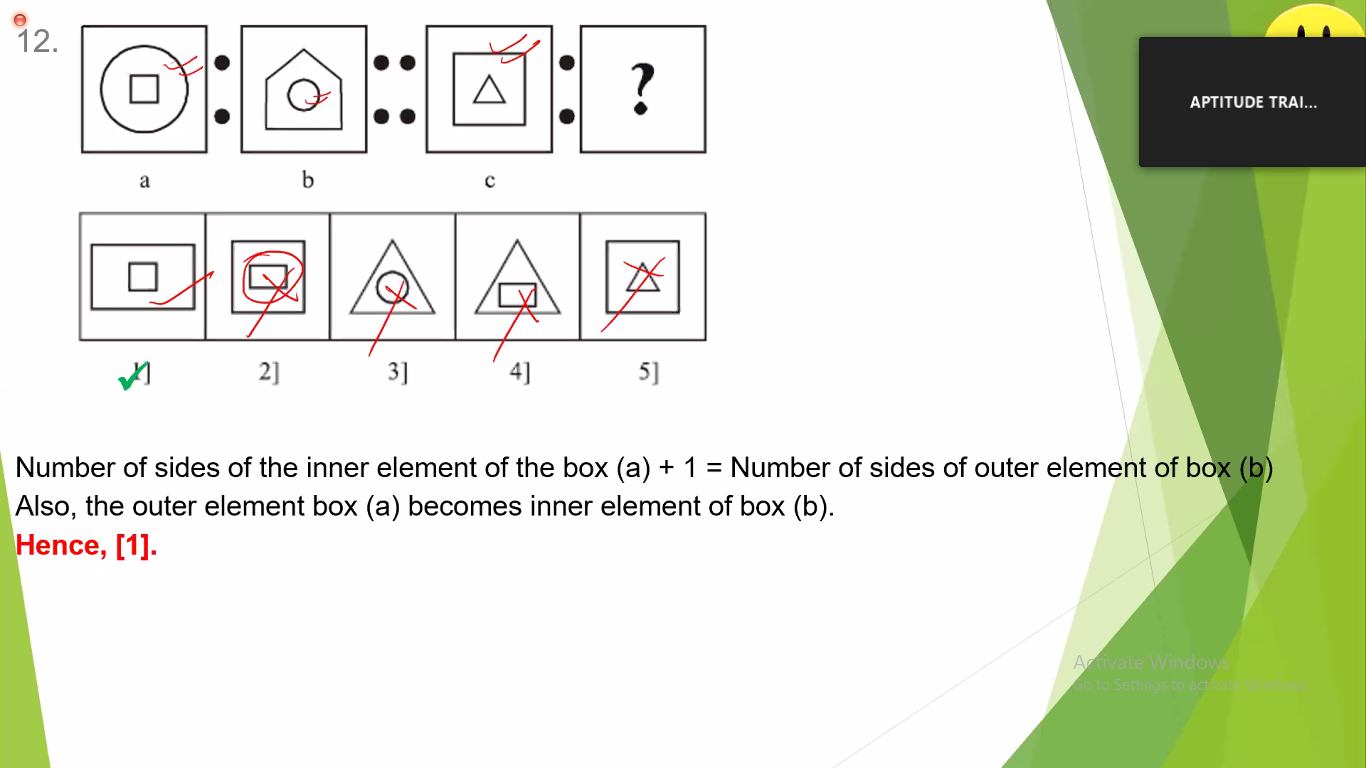 12.
APTITUDE TRAI...
?
a b c
1] 2] 3] 4] 5]
Number of sides of the inner element of the box (a) + 1 = Number of sides of outer element of box (b)
Also, the outer element box (a) becomes inner element of box (b).
Hence, [1].
Activate Windows
Go to Settings to activate Windows.